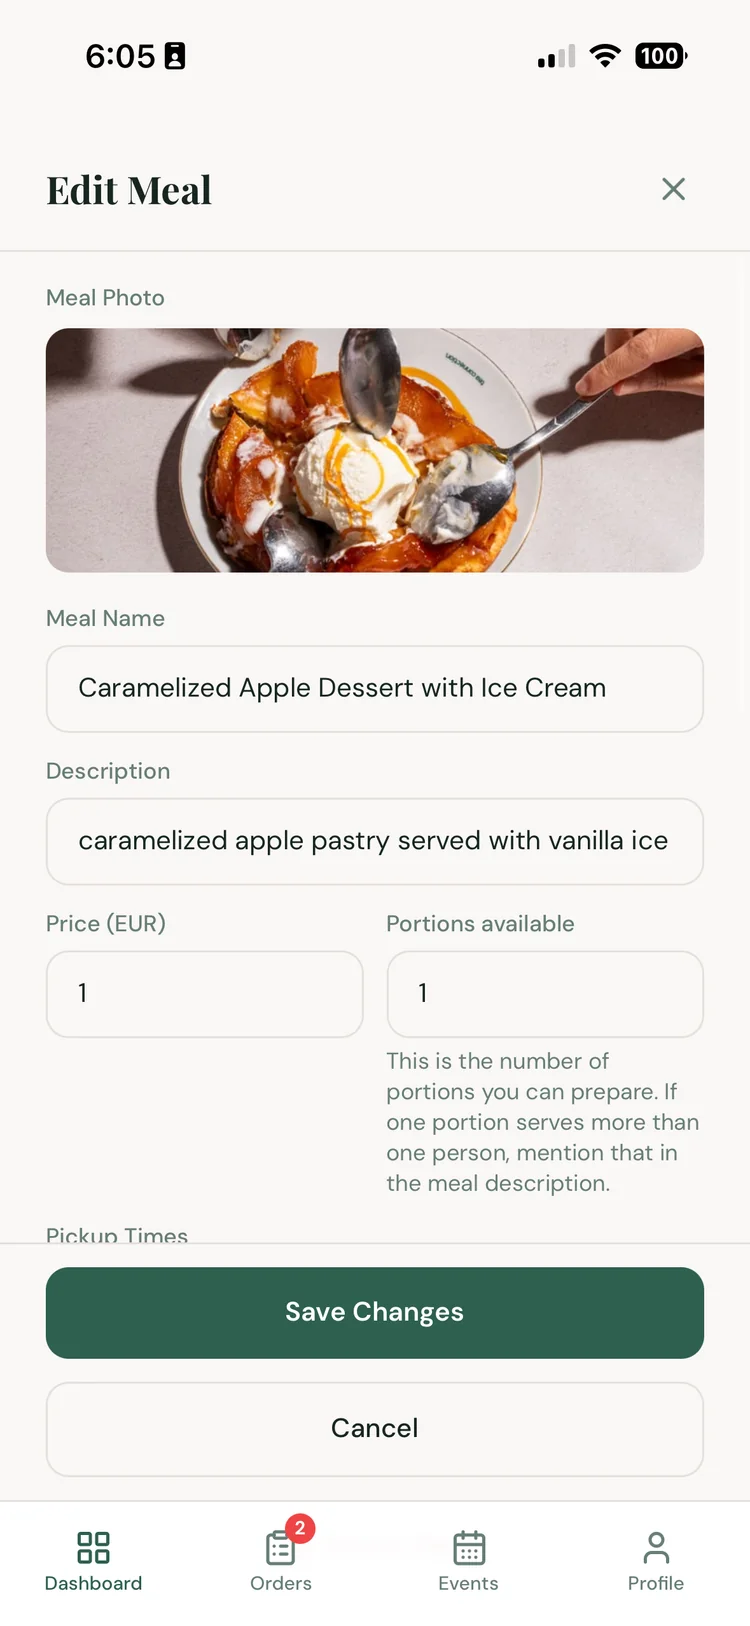 6:05
100
Edit Meal
Meal Photo
Meal Name
Caramelized Apple Dessert with Ice Cream
Description
caramelized apple pastry served with vanilla ice
Price (EUR)
Portions available
1
1
This is the number of
portions you can prepare. If
one portion serves more than
one person, mention that in
the meal description.
Pickup Times
Save Changes
Cancel
2
Dashboard
Orders
Events
Profile